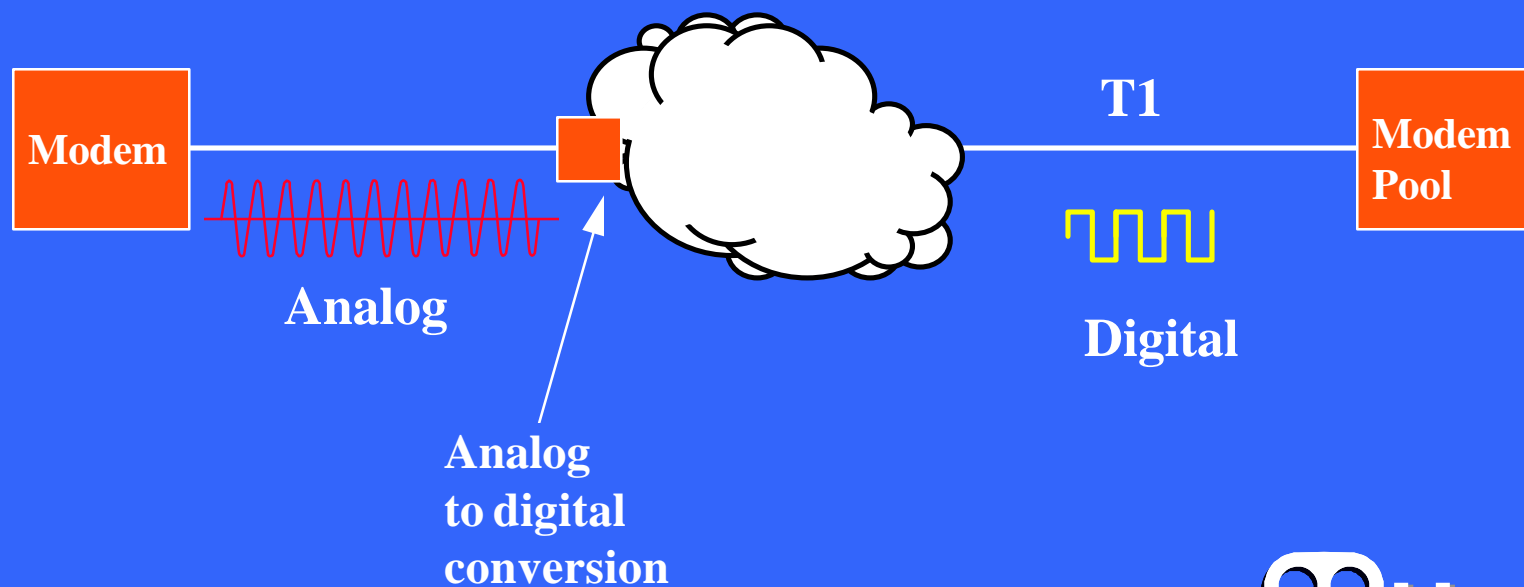 Modem
T1
Modem
Pool
Analog
Digital
Analog
to digital
conversion